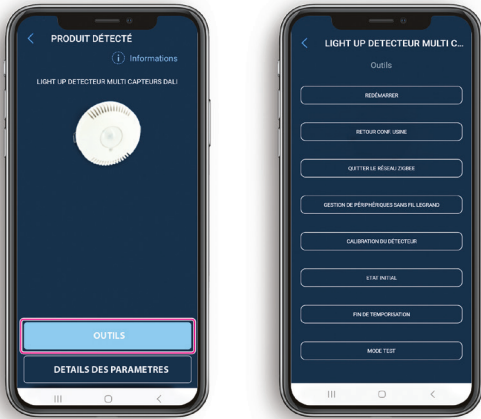 PRODUIT DÉTECTÉ
Informations
LIGHT UP DETECTEUR MULTI CAPTEURS DALI
OUTILS
DETAILS DES PARAMETRES
LIGHT UP DETECTEUR MULTI C...
Outils
REDÉMARRER
RETOUR CONF. USINE
QUITTER LE RÉSEAU ZIGBEE
GESTION DE PÉRIPHÉRIQUES SANS FIL LEGRAND
CALIBRATION DU DÉTECTEUR
ETAT INITIAL
FIN DE TEMPORISATION
MODE TEST